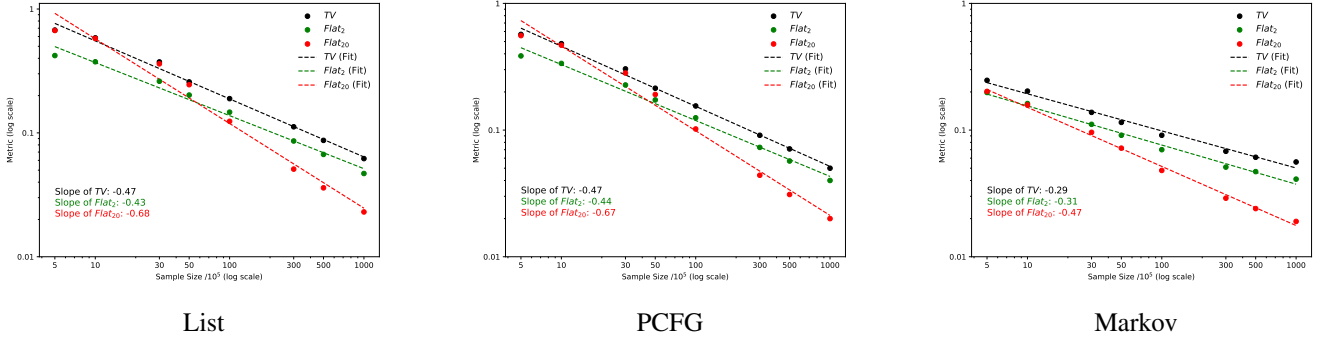 1
0.1
0.01
Metric (log scale)
TV
Flat2
Flat20
TV (Fit)
Flat2 (Fit)
Flat20 (Fit)
Slope of TV: -0.47
Slope of Flat2: -0.43
Slope of Flat20: -0.68
5 10 30 50 100 300 500 1000
Sample Size /10^5 (log scale)
List
1
0.1
0.01
Metric (log scale)
TV
Flat2
Flat20
TV (Fit)
Flat2 (Fit)
Flat20 (Fit)
Slope of TV: -0.47
Slope of Flat2: -0.44
Slope of Flat20: -0.67
5 10 30 50 100 300 500 1000
Sample Size /10^5 (log scale)
PCFG
1
0.1
0.01
Metric (log scale)
TV
Flat2
Flat20
TV (Fit)
Flat2 (Fit)
Flat20 (Fit)
Slope of TV: -0.29
Slope of Flat2: -0.31
Slope of Flat20: -0.47
5 10 30 50 100 300 500 1000
Sample Size /10^5 (log scale)
Markov